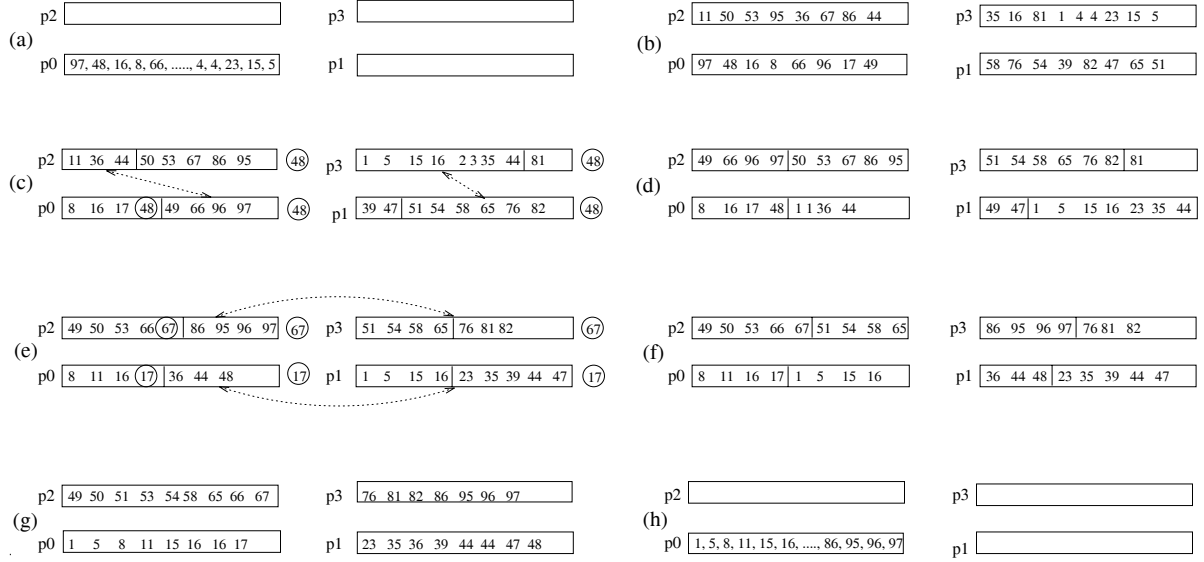 p2 p3 p2 11 50 53 95 36 67 86 44 p3 35 16 81 1 4 4 23 15 5
(a) (b)
p0 97, 48, 16, 8, 66, ....., 4, 4, 23, 15, 5 p1 p0 97 48 16 8 66 96 17 49 p1 58 76 54 39 82 47 65 51
p2 11 36 44 50 53 67 86 95 48 p3 1 5 15 16 2 3 35 44 81 48 p2 49 66 96 97 50 53 67 86 95 p3 51 54 58 65 76 82 81
(c) (d)
p0 8 16 17 48 49 66 96 97 48 p1 39 47 51 54 58 65 76 82 48 p0 8 16 17 48 1 1 36 44 p1 49 47 1 5 15 16 23 35 44
p2 49 50 53 66 67 86 95 96 97 67 p3 51 54 58 65 76 81 82 67 p2 49 50 53 66 67 51 54 58 65 p3 86 95 96 97 76 81 82
(e) (f)
p0 8 11 16 17 36 44 48 17 p1 1 5 15 16 23 35 39 44 47 17 p0 8 11 16 17 1 5 15 16 p1 36 44 48 23 35 39 44 47
p2 49 50 51 53 54 58 65 66 67 p3 76 81 82 86 95 96 97 p2 p3
(g) (h)
p0 1 5 8 11 15 16 16 17 p1 23 35 36 39 44 44 47 48 p0 1, 5, 8, 11, 15, 16, ...., 86, 95, 96, 97 p1